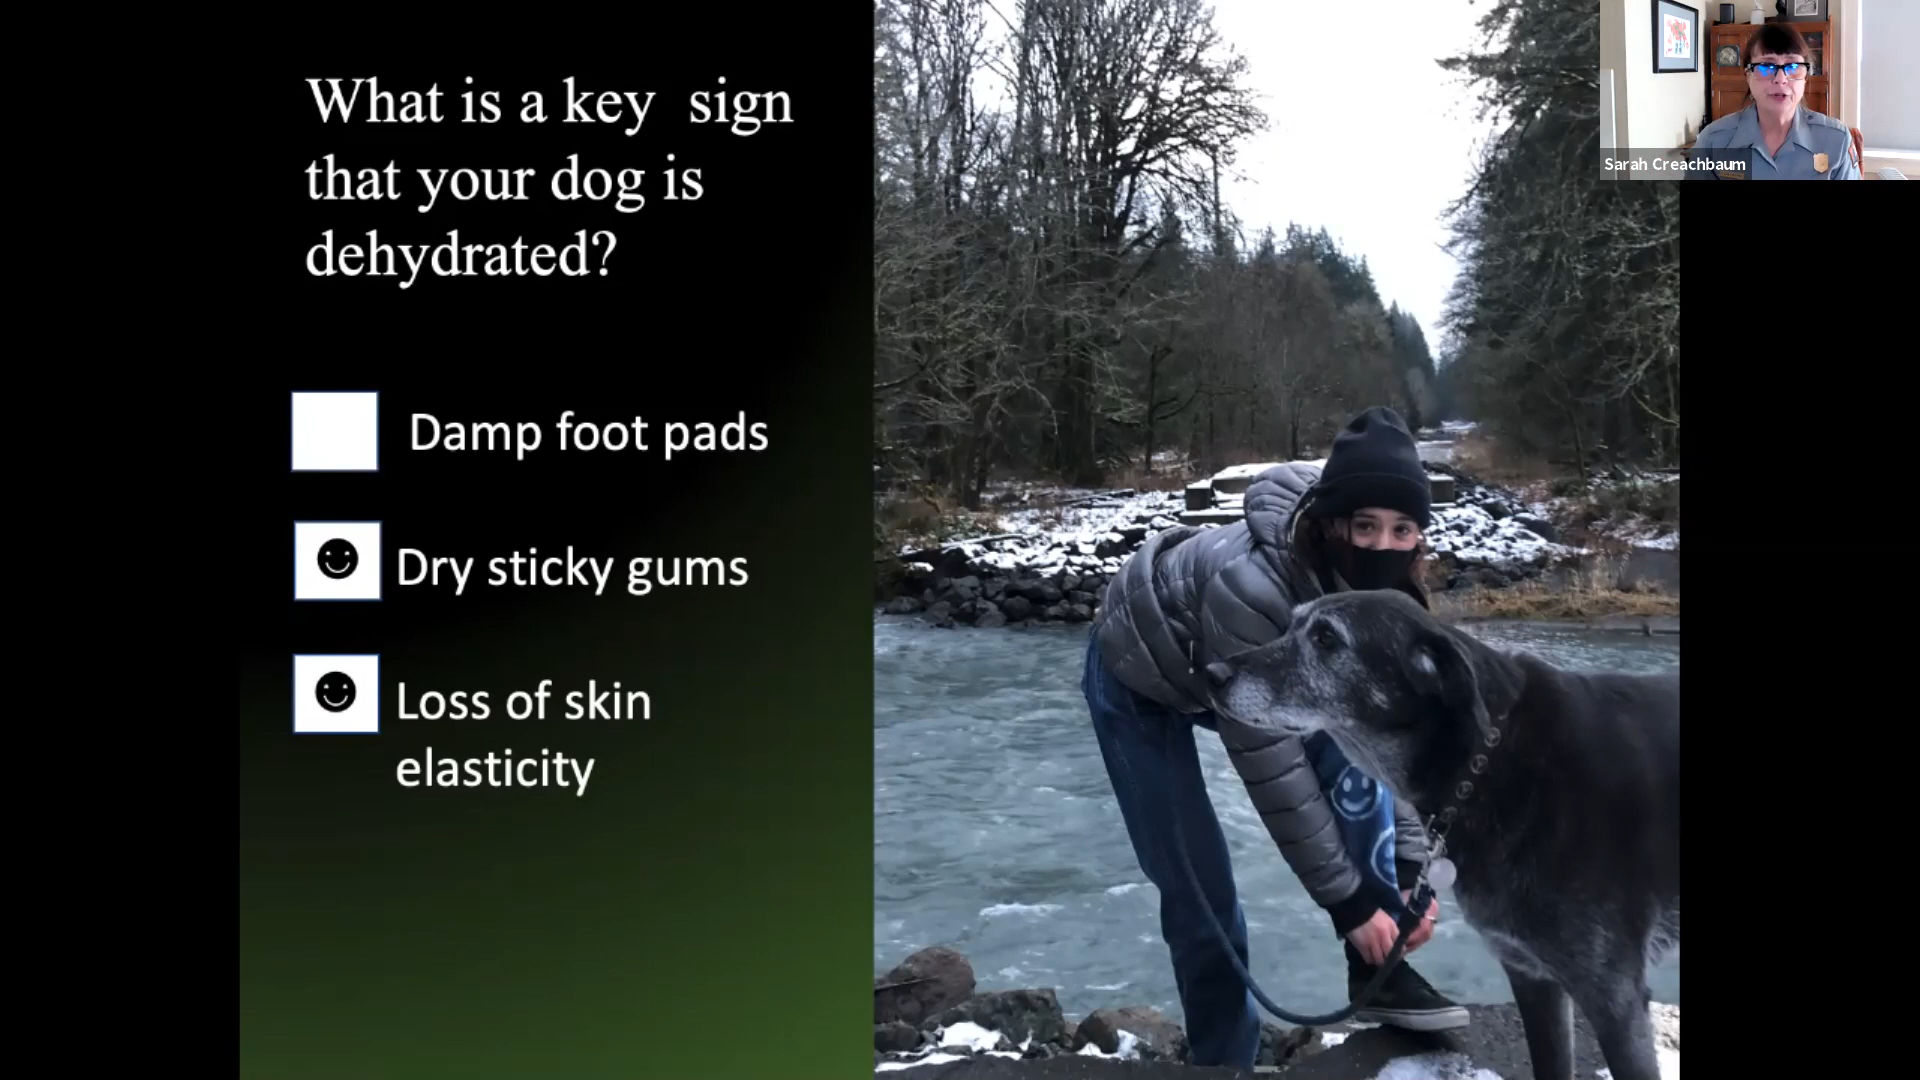 What is a key sign
that your dog is
dehydrated?
Damp foot pads
Dry sticky gums
Loss of skin
elasticity
Sarah Creachbaum